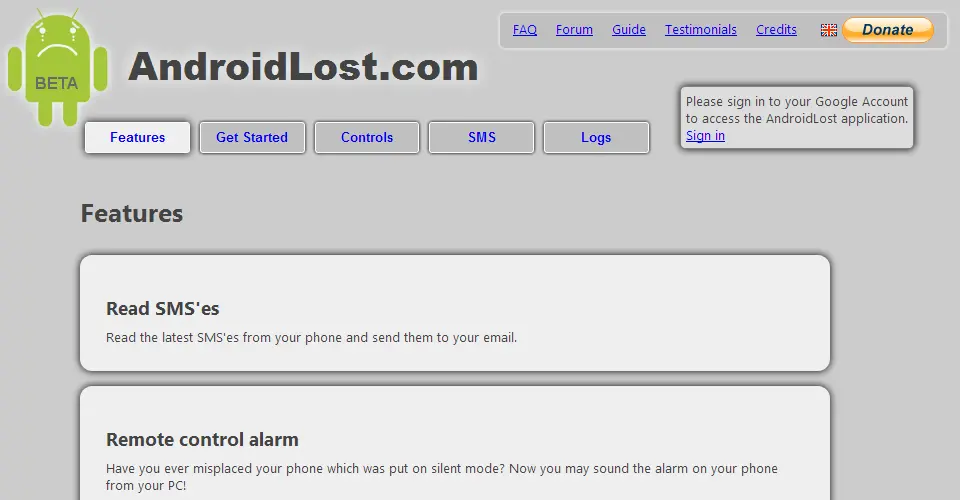 FAQ Forum Guide Testimonials Credits Donate
BETA
AndroidLost.com
Please sign in to your Google Account
to access the AndroidLost application.
Sign in
Features Get Started Controls SMS Logs
Features
Read SMS'es
Read the latest SMS'es from your phone and send them to your email.
Remote control alarm
Have you ever misplaced your phone which was put on silent mode? Now you may sound the alarm on your phone
from your PC!